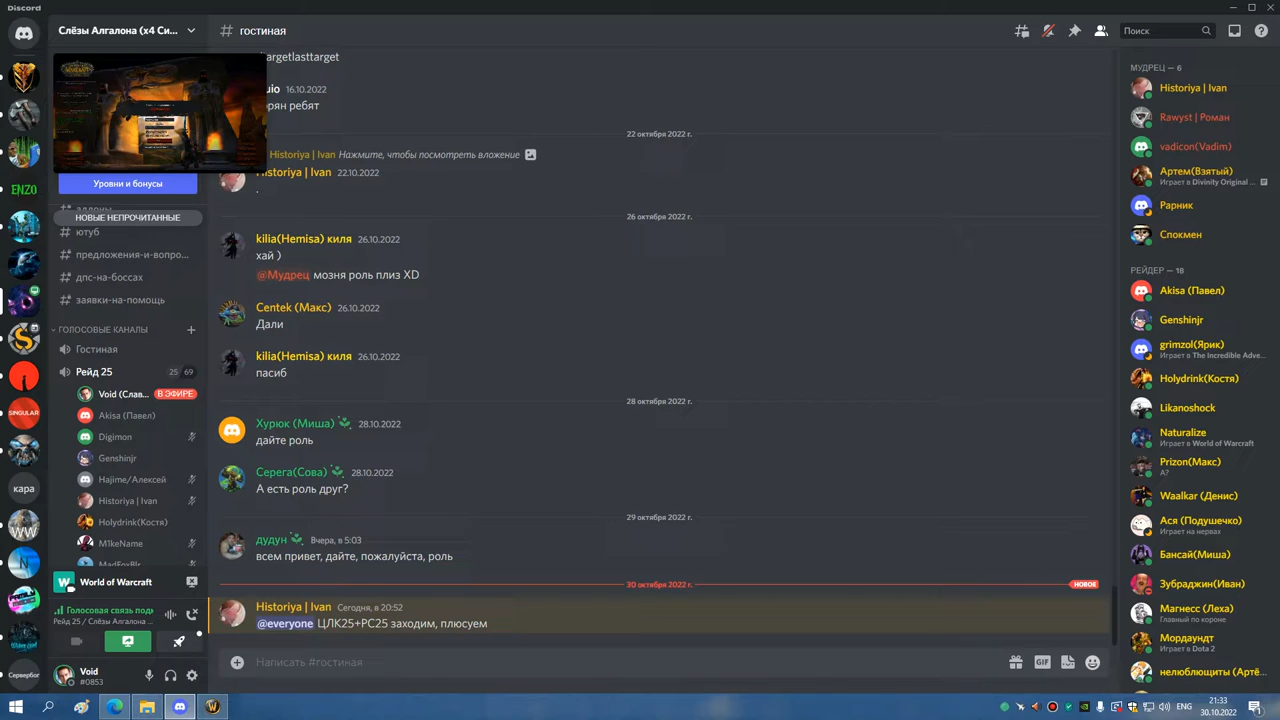 Discord
Слёзы Алгалона (x4 Си...
гостиная
Поиск
argetlasttarget
uio 16.10.2022
орян ребят
22 октября 2022 г.
Historiya | Ivan Нажмите, чтобы посмотреть вложение
Historiya | Ivan 22.10.2022
.
Уровни и бонусы
НОВЫЕ НЕПРОЧИТАННЫЕ
ютуб
предложения-и-вопро...
дпс-на-боссах
заявки-на-помощь
ENZO
26 октября 2022 г.
kilia(Hemisa) киля 26.10.2022
хай )
@Мудрец мозня роль плиз XD
Centek (Макс) 26.10.2022
Дали
kilia(Hemisa) киля 26.10.2022
пасиб
28 октября 2022 г.
Хурюк (Миша) 28.10.2022
дайте роль
Серега(Сова) 28.10.2022
А есть роль друг?
29 октября 2022 г.
дудун Вчера, в 5:03
всем привет, дайте, пожалуйста, роль
30 октября 2022 г.
НОВОЕ
Historiya | Ivan Сегодня, в 20:52
@everyone ЦЛК25+РС25 заходим, плюсуем
Написать #гостиная
GIF
ГОЛОСОВЫЕ КАНАЛЫ
Гостиная
Рейд 25 25 69
Void (Слав... В ЭФИРЕ
Akisa (Павел)
Digimon
Genshinjr
Hajime/Алексей
Historiya | Ivan
Holydrink(Костя)
M1keName
MadFoxBlr
SINGULAR
кара
WW
World of Warcraft
Голосовая связь подк
Рейд 25 / Слёзы Алгалона ...
Void
#0853
Сервербог
МУДРЕЦ — 6
Historiya | Ivan
Rawyst | Роман
vadicon(Vadim)
Артем(Взятый)
Играет в Divinity Original ...
Рарник
Спокмен
РЕЙДЕР — 18
Akisa (Павел)
Genshinjr
grimzol(Ярик)
Играет в The Incredible Adve...
Holydrink(Костя)
Likanoshock
Naturalize
Играет в World of Warcraft
Prizon(Макс)
А?
Waalkar (Денис)
Ася (Подушечко)
Играет на нервах
Бансай(Миша)
Зубраджин(Иван)
Магнесс (Леха)
Главный по короне
Мордаундт
Играет в Dota 2
нелюблющиты (Артё...
ENG
21:33
30.10.2022
1